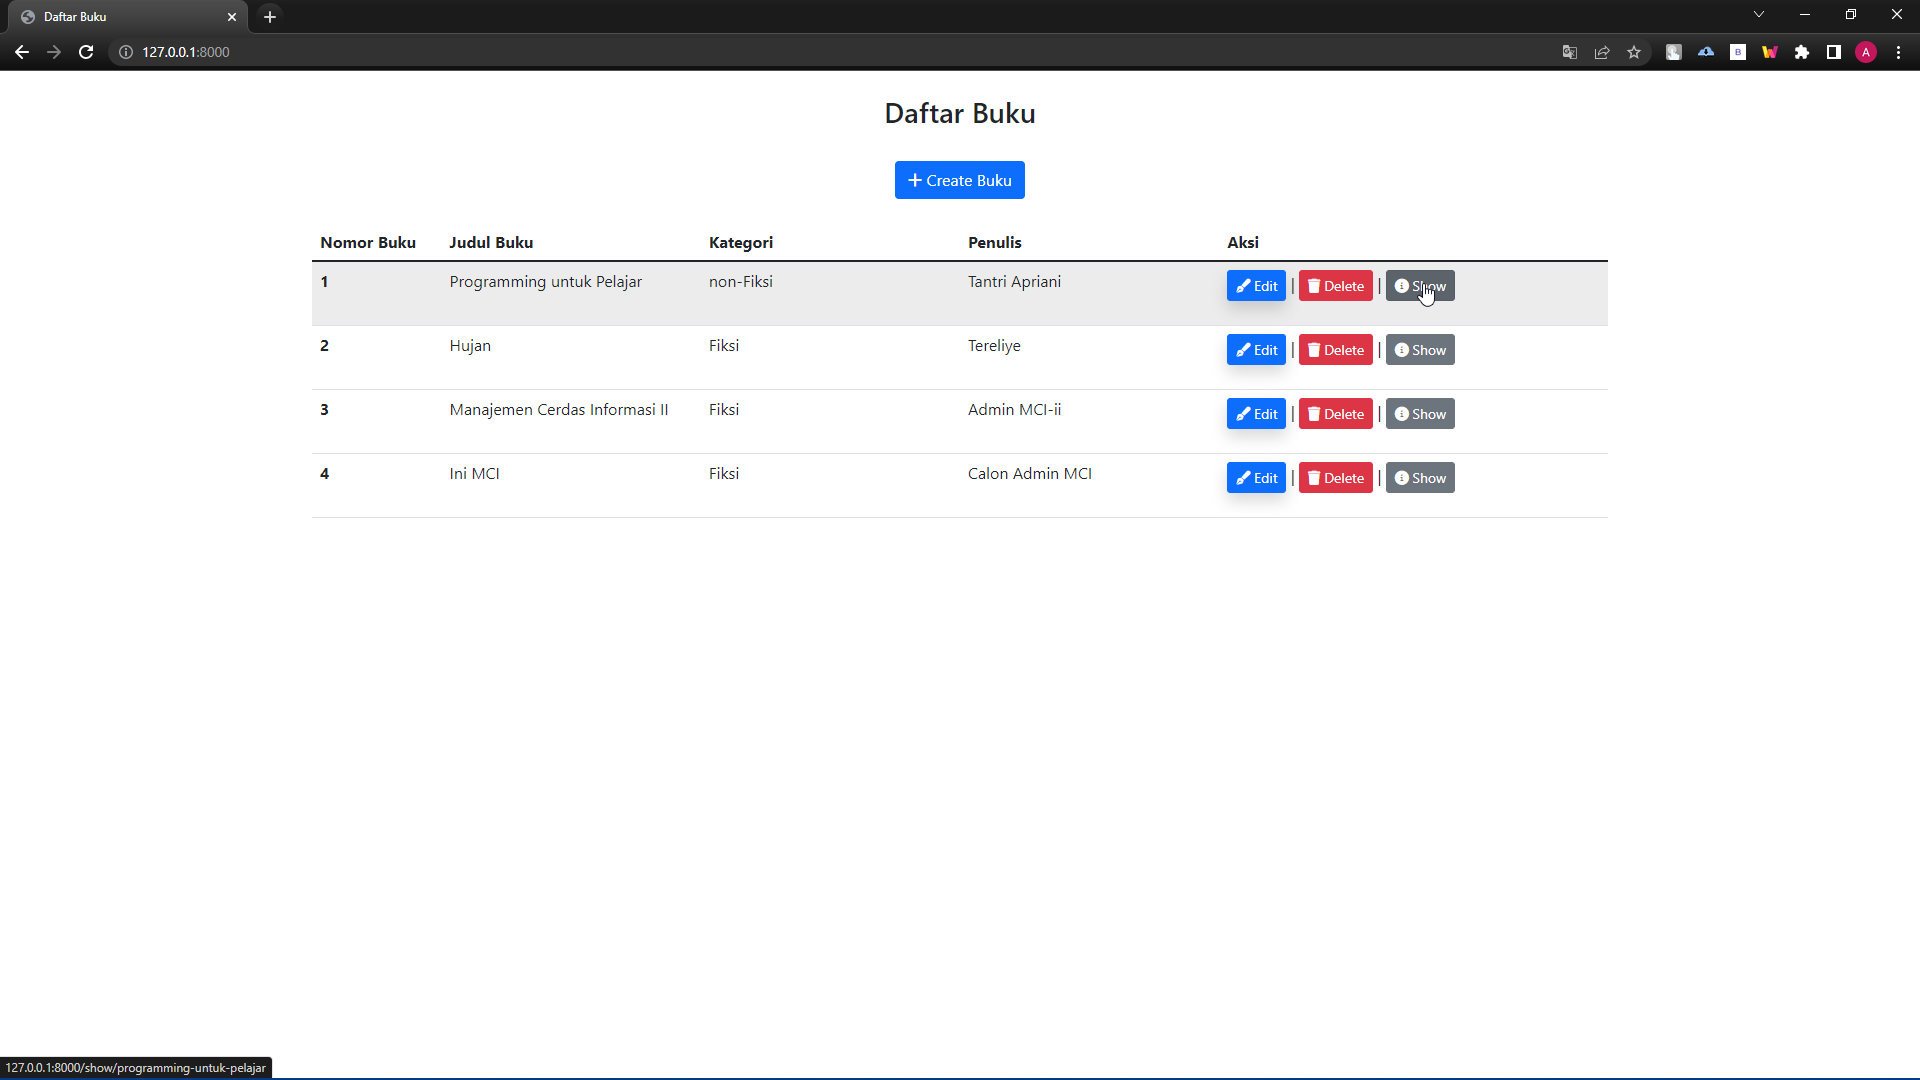 Daftar Buku
127.0.0.1:8000
B
A
Daftar Buku
+ Create Buku
Nomor Buku Judul Buku Kategori Penulis Aksi
1 Programming untuk Pelajar non-Fiksi Tantri Apriani Edit | Delete | Show
2 Hujan Fiksi Tereliye Edit | Delete | Show
3 Manajemen Cerdas Informasi II Fiksi Admin MCI-ii Edit | Delete | Show
4 Ini MCI Fiksi Calon Admin MCI Edit | Delete | Show
127.0.0.1:8000/show/programming-untuk-pelajar